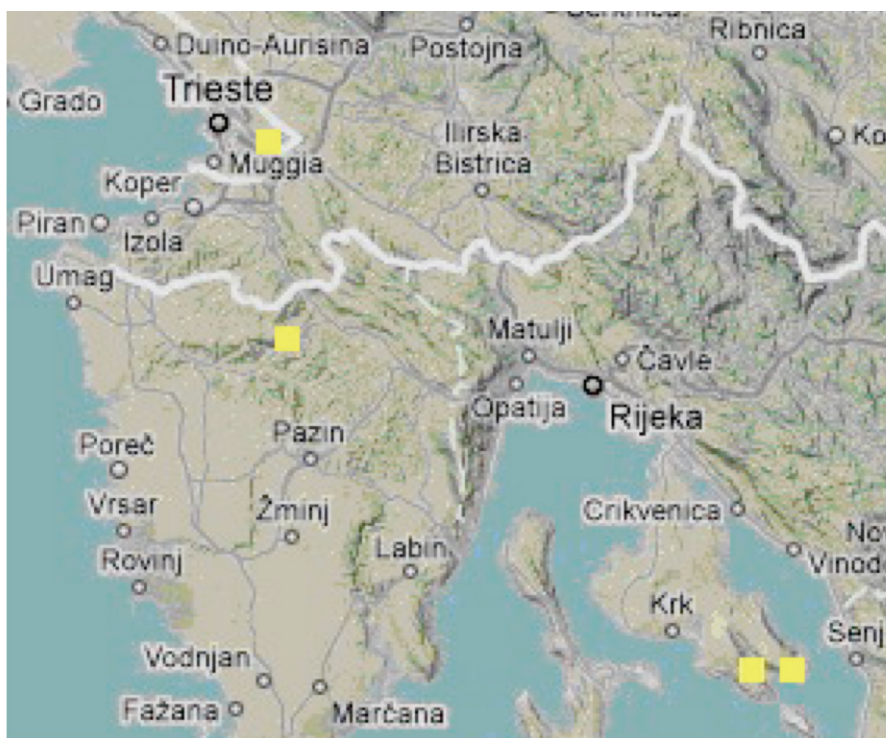 Duino-Aurisina
Postojna
Ribnica
Grado
Trieste
Ilirska
Bistrica
Muggia
Koper
Piran
Izola
Umag
Matulji
Čavle
Opatija
Rijeka
Poreč
Pazin
Vrsar
Žminj
Crikvenica
Rovinj
Labin
Krk
Senj
Vodnjan
Fažana
Marčana